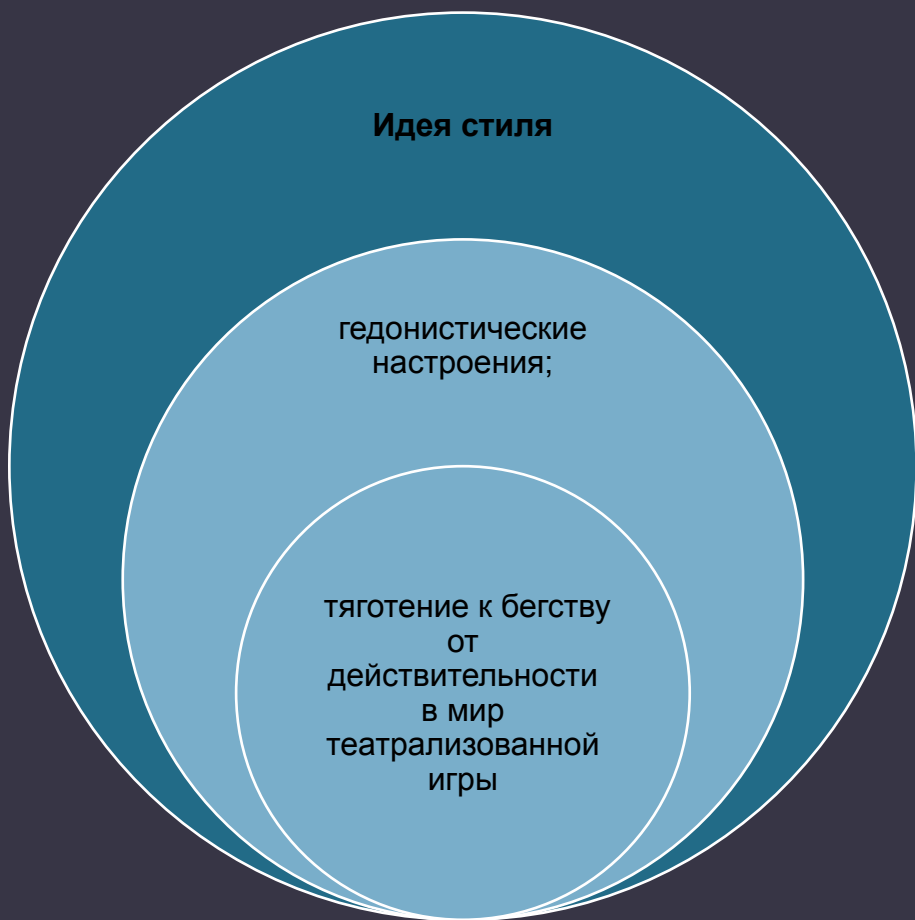 Идея стиля
гедонистические
настроения;
тяготение к бегству
от
действительности
в мир
театрализованной
игры